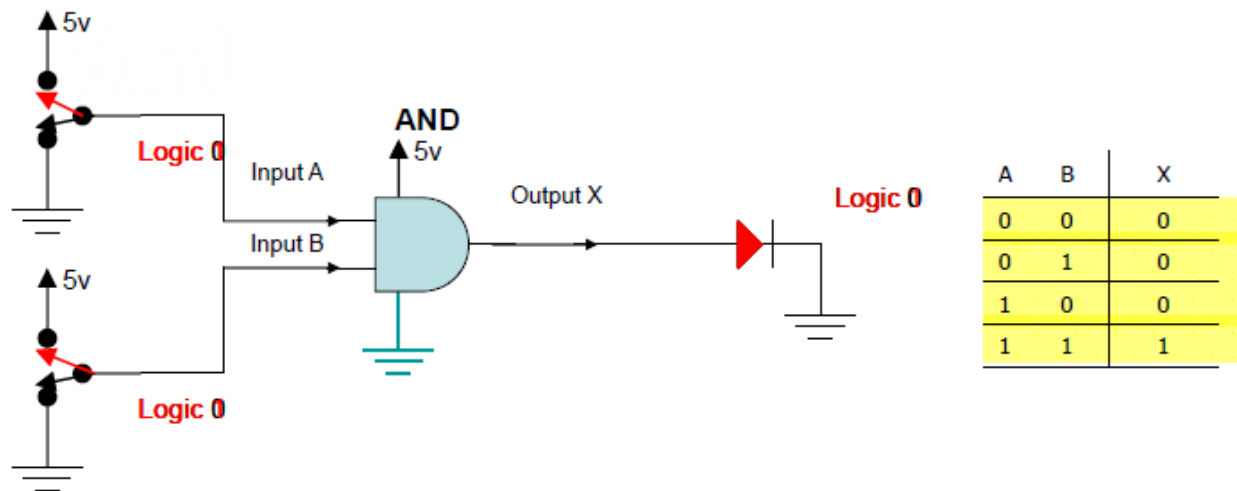 5v
Logic 0
AND
5v
Input A
Output X
Logic 0
Input B
5v
Logic 0
A B X
0 0 0
0 1 0
1 0 0
1 1 1